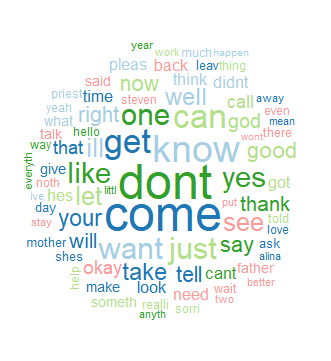 year
work much happen
pleas back leav thing
priest said now think didnt
yeah time steven well call away
what right one can god even mean
hello wont
talk ill get know there
way that good
everyth give like dont yes got
noth hes let littl thank
ive day your come put told
stay will want just see love
mother say ask
shes okay take tell cant father alina
help make look need wait better
someth realli sorri two
anyth